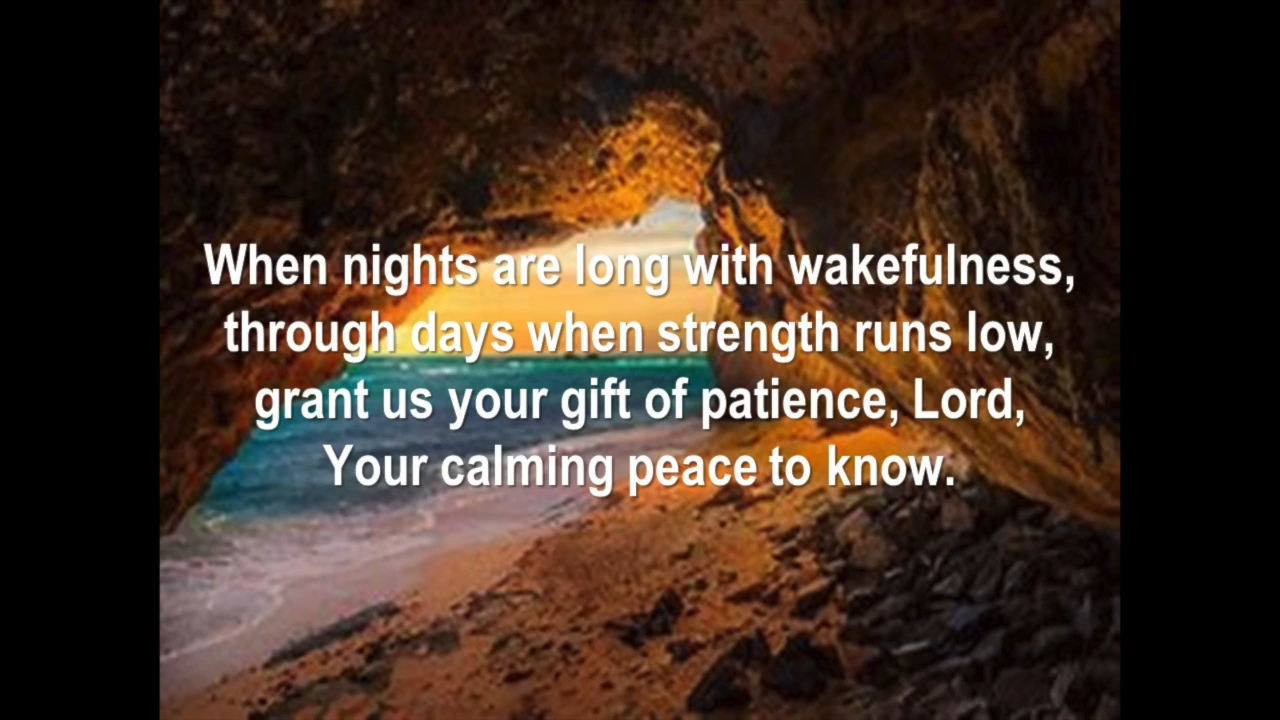 When nights are long with wakefulness,
through days when strength runs low,
grant us your gift of patience, Lord,
Your calming peace to know.